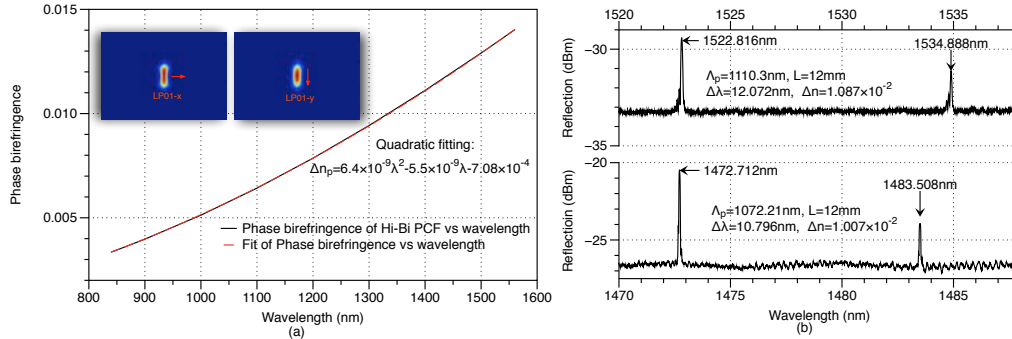 0.015
0.010
0.005
Phase birefringence
LP01-x
LP01-y
Quadratic fitting:
Δnp=6.4×10⁻⁹λ²-5.5×10⁻⁹λ-7.08×10⁻⁴
Phase birefringence of Hi-Bi PCF vs wavelength
Fit of Phase birefringence vs wavelength
800 900 1000 1100 1200 1300 1400 1500 1600
Wavelength (nm)
(a)
1520 1525 1530 1535
−30
−35
Reflection (dBm)
1522.816nm
1534.888nm
Λp=1110.3nm, L=12mm
Δλ=12.072nm, Δn=1.087×10⁻²
−20
−25
Reflectioin (dBm)
1472.712nm
1483.508nm
Λp=1072.21nm, L=12mm
Δλ=10.796nm, Δn=1.007×10⁻²
1470 1475 1480 1485
Wavelength (nm)
(b)